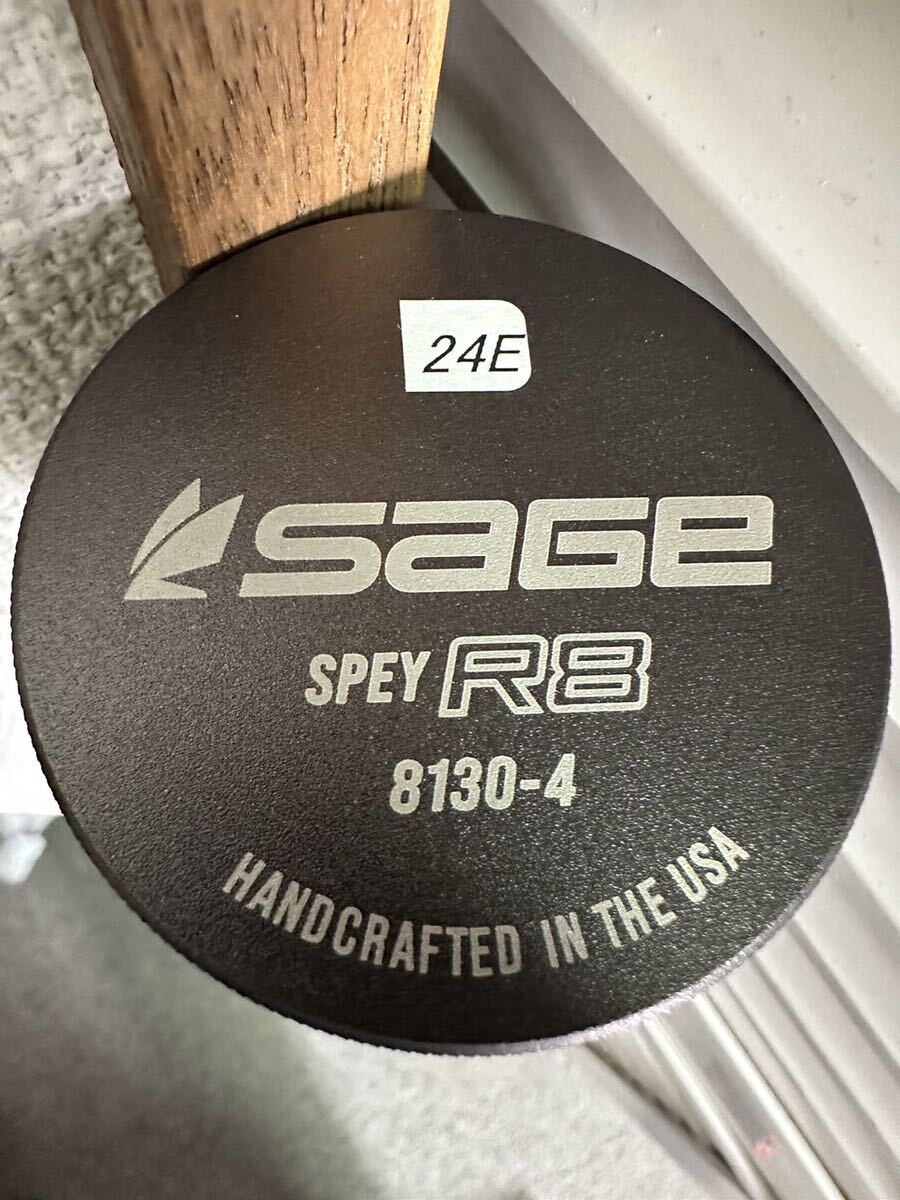 24E
SAGE
SPEY R8
8130-4
HANDCRAFTED IN THE USA